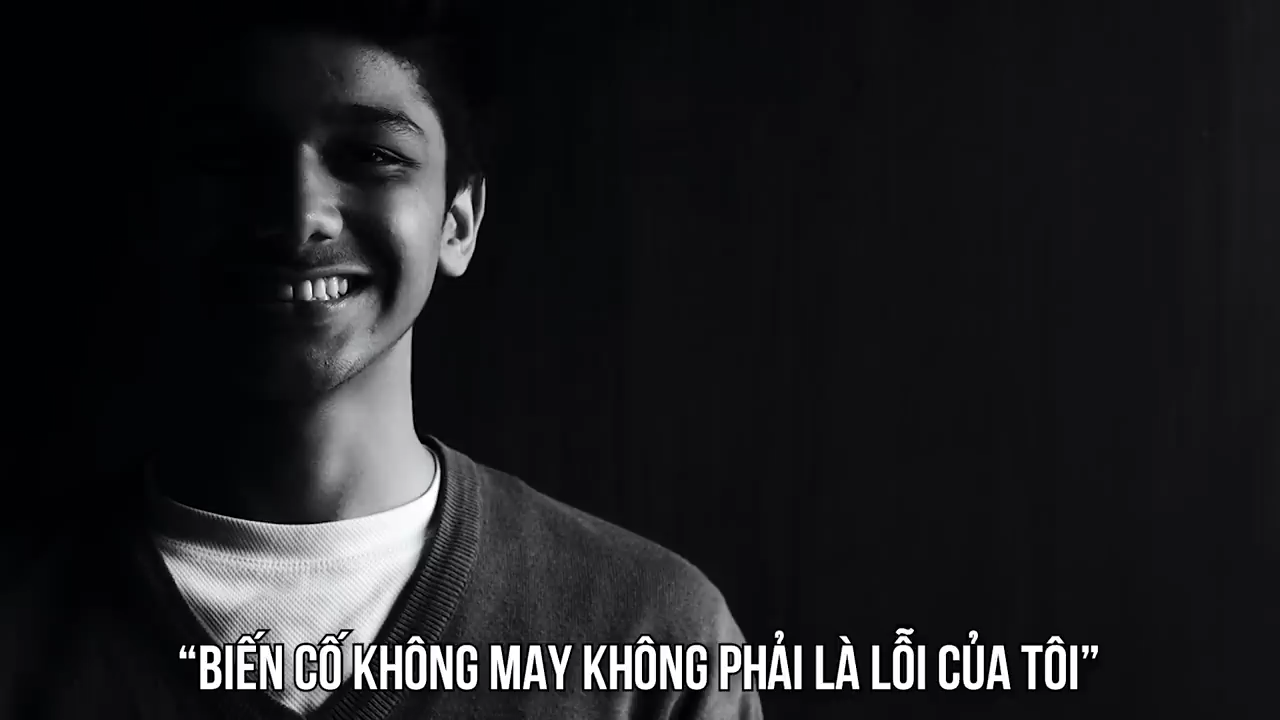 “BIẾN CỐ KHÔNG MAY KHÔNG PHẢI LÀ LỖI CỦA TÔI”